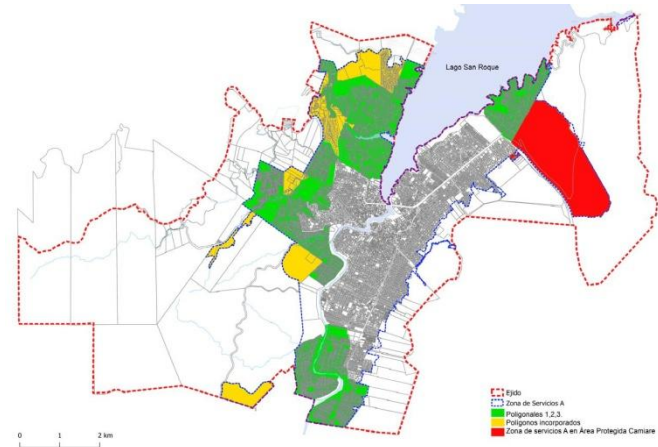 Lago San Roque
Ejido
Zona de Servicios A
Poligonales 1,2,3.
Polígonos incorporados
Zona de servicios A en Área Protegida Camiare
0 1 2 km